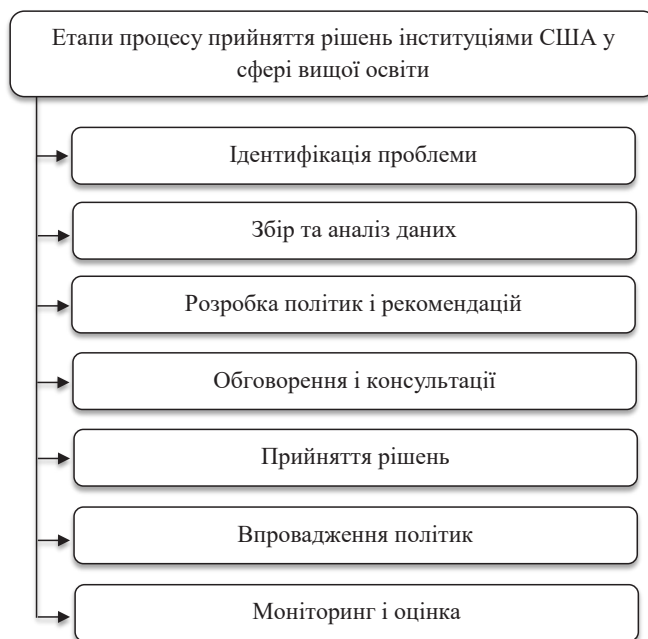 Етапи процесу прийняття рішень інституціями США у
сфері вищої освіти
Ідентифікація проблеми
Збір та аналіз даних
Розробка політик і рекомендацій
Обговорення і консультації
Прийняття рішень
Впровадження політик
Моніторинг і оцінка